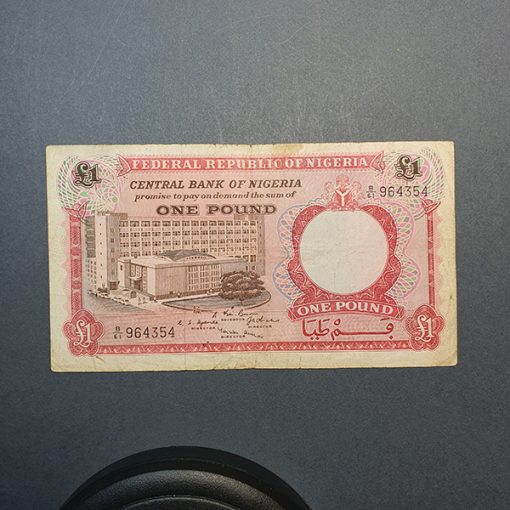 FEDERAL REPUBLIC OF NIGERIA
£1
£1
CENTRAL BANK OF NIGERIA
promise to pay on demand the sum of
B/61 964354
ONE POUND
ONE POUND
£1
B/61 964354
DIRECTOR
DIRECTOR
DIRECTOR
£1